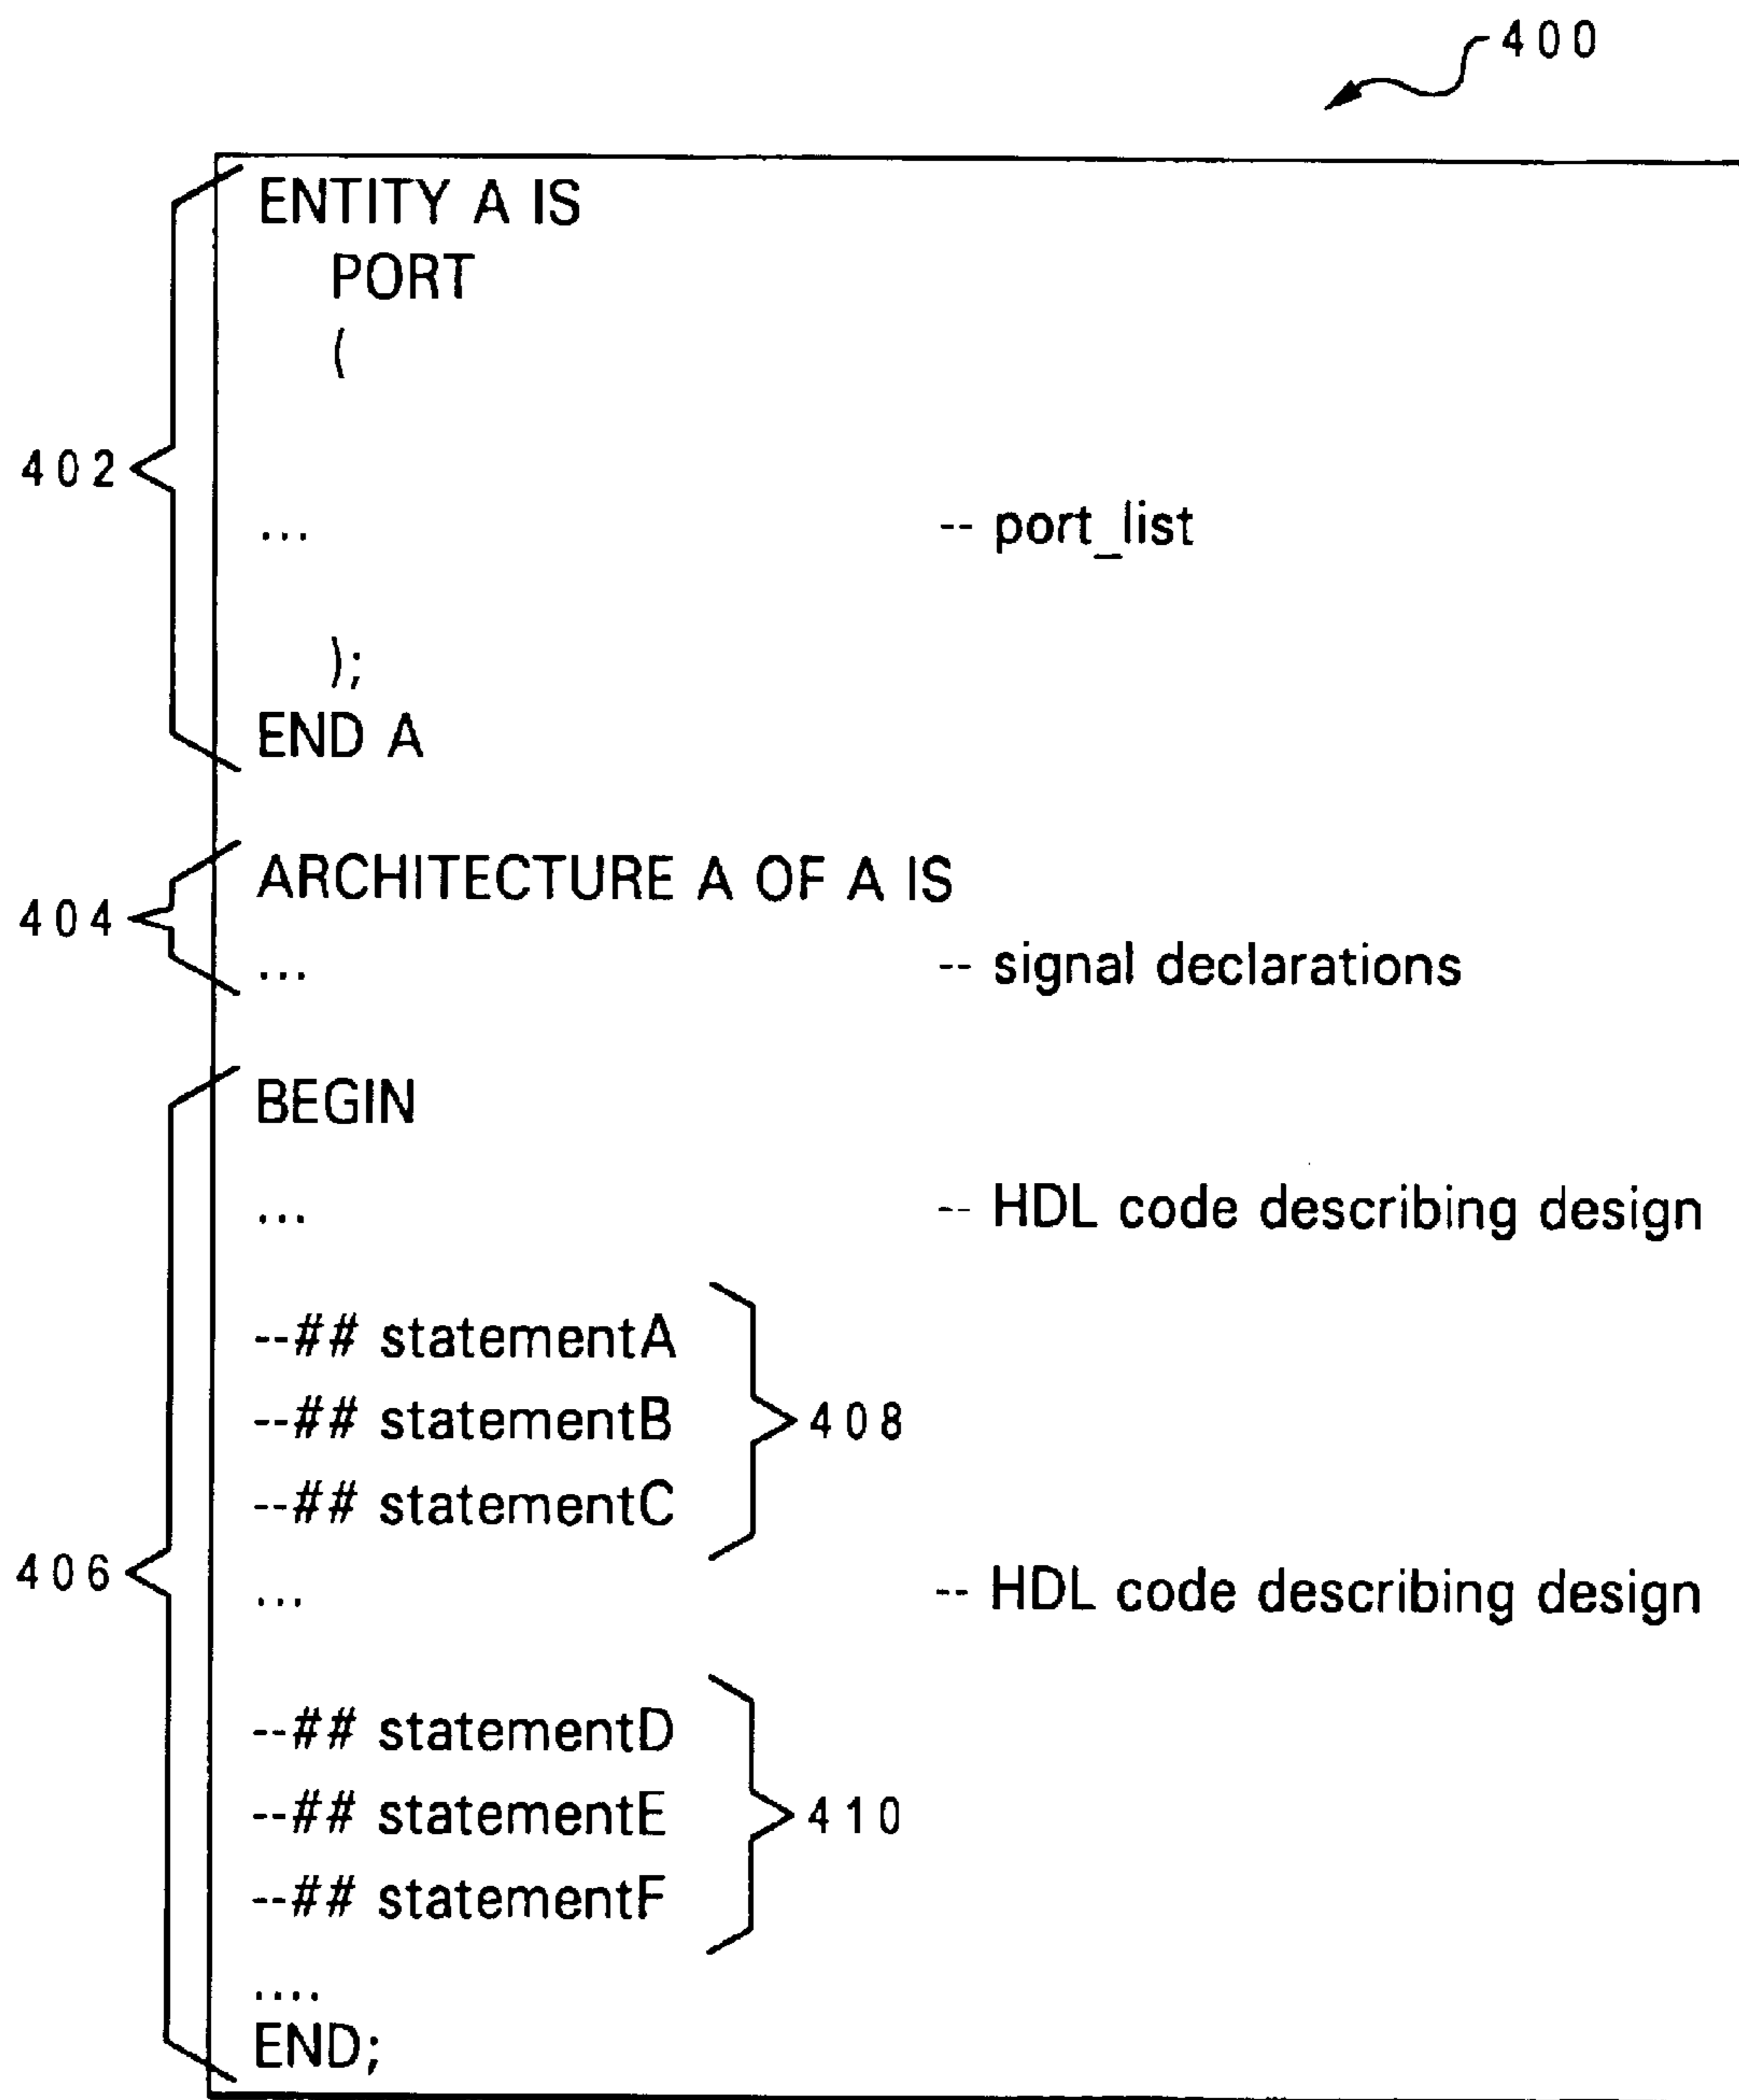 400
ENTITY A IS
PORT
(
402
... -- port_list
);
END A
ARCHITECTURE A OF A IS
404
... -- signal declarations
BEGIN
... -- HDL code describing design
--## statementA
--## statementB 408
--## statementC
406
... -- HDL code describing design
--## statementD
--## statementE 410
--## statementF
....
END;